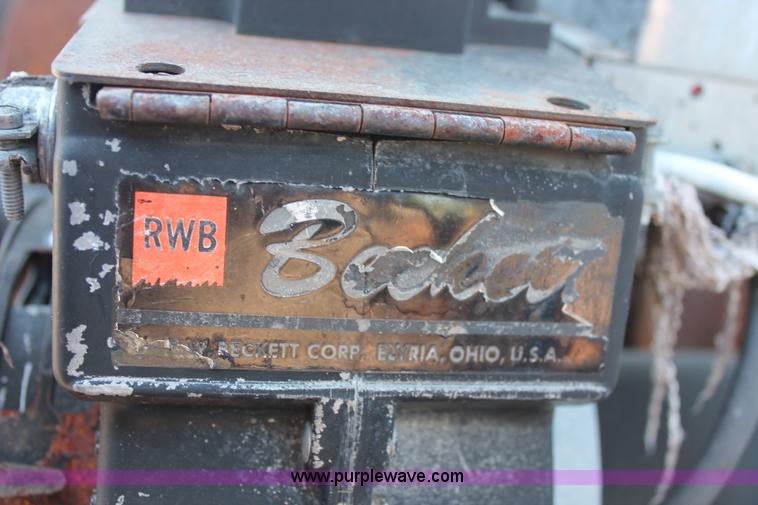 RWB
Beckett
BECKETT CORP. ELYRIA, OHIO, U.S.A.
www.purplewave.com